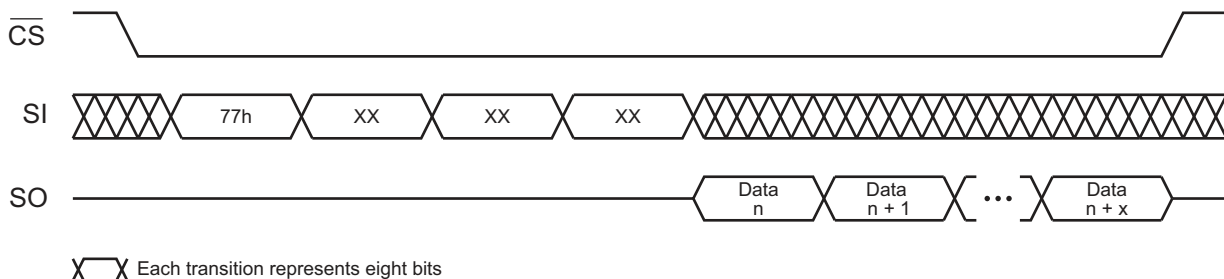 CS
SI 77h XX XX XX
SO Data n Data n + 1 ••• Data n + x
Each transition represents eight bits